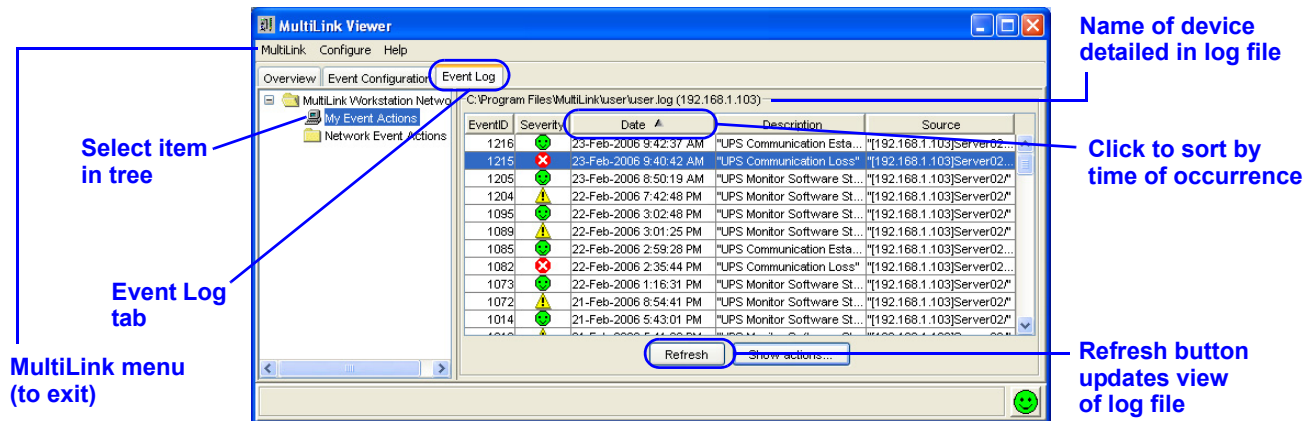 MultiLink Viewer
MultiLink Configure Help
Overview Event Configuration Event Log
MultiLink Workstation Netwo
My Event Actions
Network Event Actions
C:\Program Files\MultiLink\user\user.log (192.168.1.103)
EventID Severity Date Description Source
1216 23-Feb-2006 9:42:37 AM "UPS Communication Esta... "[192.168.1.103]Server02...
1215 23-Feb-2006 9:40:42 AM "UPS Communication Loss" "[192.168.1.103]Server02...
1205 23-Feb-2006 8:50:19 AM "UPS Monitor Software St... "[192.168.1.103]Server02/"
1204 22-Feb-2006 7:42:48 PM "UPS Monitor Software St... "[192.168.1.103]Server02/"
1095 22-Feb-2006 3:02:48 PM "UPS Monitor Software St... "[192.168.1.103]Server02/"
1089 22-Feb-2006 3:01:25 PM "UPS Monitor Software St... "[192.168.1.103]Server02/"
1085 22-Feb-2006 2:59:28 PM "UPS Communication Esta... "[192.168.1.103]Server02...
1082 22-Feb-2006 2:35:44 PM "UPS Communication Loss" "[192.168.1.103]Server02...
1073 22-Feb-2006 1:16:31 PM "UPS Monitor Software St... "[192.168.1.103]Server02/"
1072 21-Feb-2006 8:54:41 PM "UPS Monitor Software St... "[192.168.1.103]Server02/"
1014 21-Feb-2006 5:43:01 PM "UPS Monitor Software St... "[192.168.1.103]Server02/"
Refresh Show actions...
Select item
in tree
Event Log
tab
MultiLink menu
(to exit)
Name of device
detailed in log file
Click to sort by
time of occurrence
Refresh button
updates view
of log file